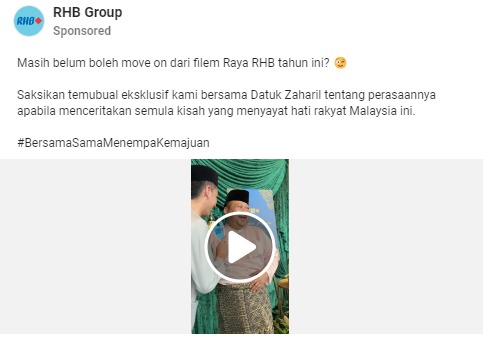 RHB
RHB Group
Sponsored
Masih belum boleh move on dari filem Raya RHB tahun ini? 😉
Saksikan temubual eksklusif kami bersama Datuk Zaharil tentang perasaannya
apabila menceritakan semula kisah yang menyayat hati rakyat Malaysia ini.
#BersamaSamaMenempaKemajuan